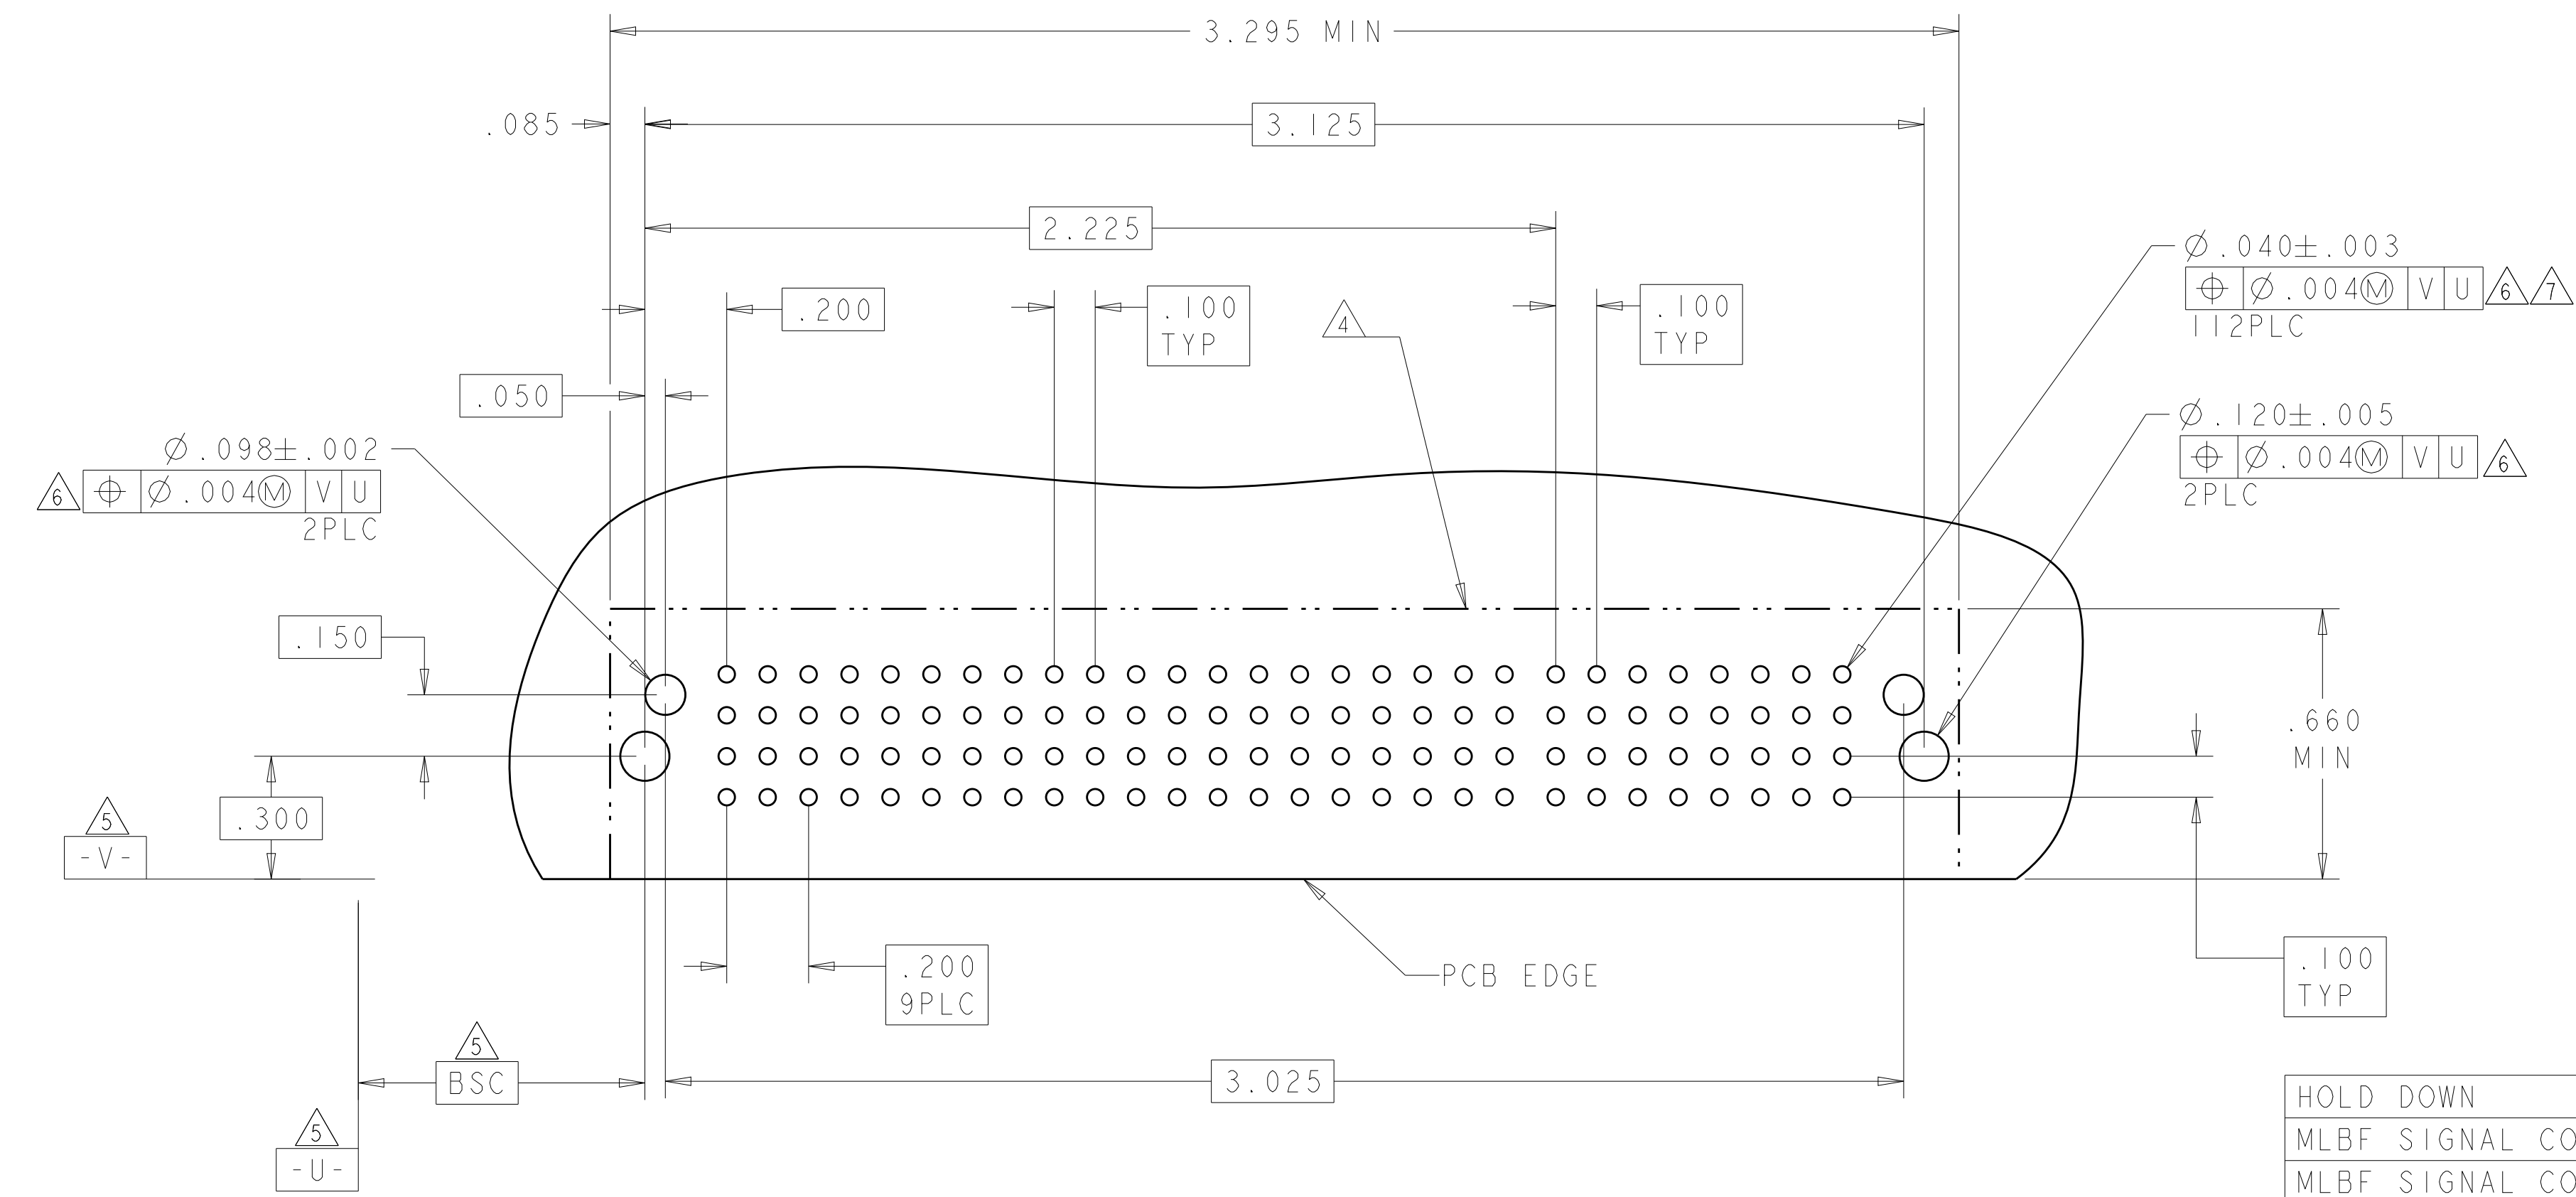 3.295 MIN
.085
3.125
2.225
.200
.100
TYP
4
.100
TYP
Ø.040±.003
⌖ Ø.004Ⓜ V U 6 7
112PLC
.050
Ø.120±.005
⌖ Ø.004Ⓜ V U 6
2PLC
Ø.098±.002
6 ⌖ Ø.004Ⓜ V U
2PLC
.150
.660
MIN
.300
5
-V-
.200
9PLC
PCB EDGE
.100
TYP
5
BSC
3.025
5
-U-
HOLD DOWN
MLBF SIGNAL CO
MLBF SIGNAL CO